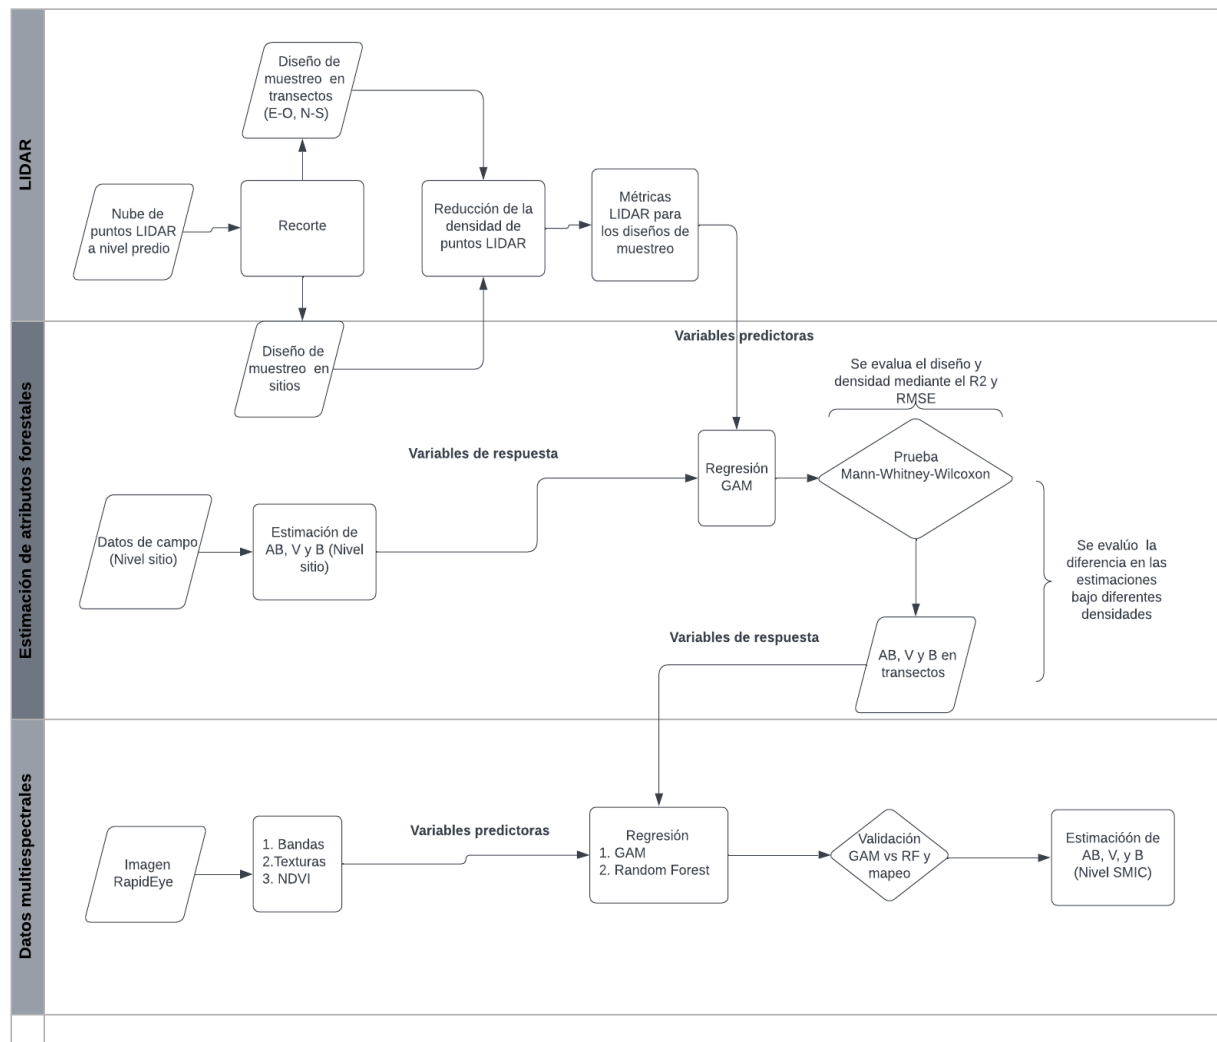 LIDAR
Diseño de
muestreo en
transectos
(E-O, N-S)
Nube de
puntos LIDAR
a nivel predio
Recorte
Reducción de la
densidad de
puntos LIDAR
Métricas
LIDAR para
los diseños de
muestreo
Estimación de atributos forestales
Diseño de
muestreo en
sitios
Variables predictoras
Se evalua el diseño y
densidad mediante el R2 y
RMSE
Variables de respuesta
Regresión
GAM
Prueba
Mann-Whitney-Wilcoxon
Datos de campo
(Nivel sitio)
Estimación de
AB, V y B (Nivel
sitio)
Se evalúo la
diferencia en las
estimaciones
bajo diferentes
densidades
Variables de respuesta
AB, V y B en
transectos
Datos multiespectrales
Imagen
RapidEye
1. Bandas
2.Texturas
3. NDVI
Variables predictoras
Regresión
1. GAM
2. Random Forest
Validación
GAM vs RF y
mapeo
Estimacióón de
AB, V, y B
(Nivel SMIC)